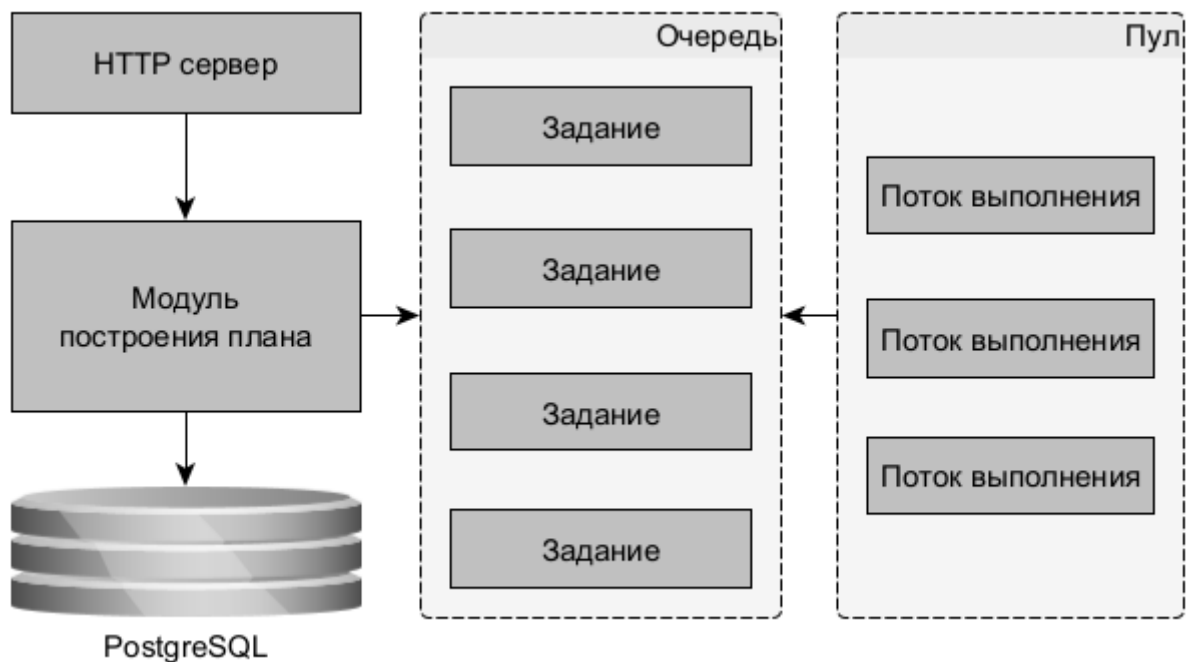 HTTP сервер
Модуль
построения плана
PostgreSQL
Очередь
Задание
Задание
Задание
Задание
Пул
Поток выполнения
Поток выполнения
Поток выполнения